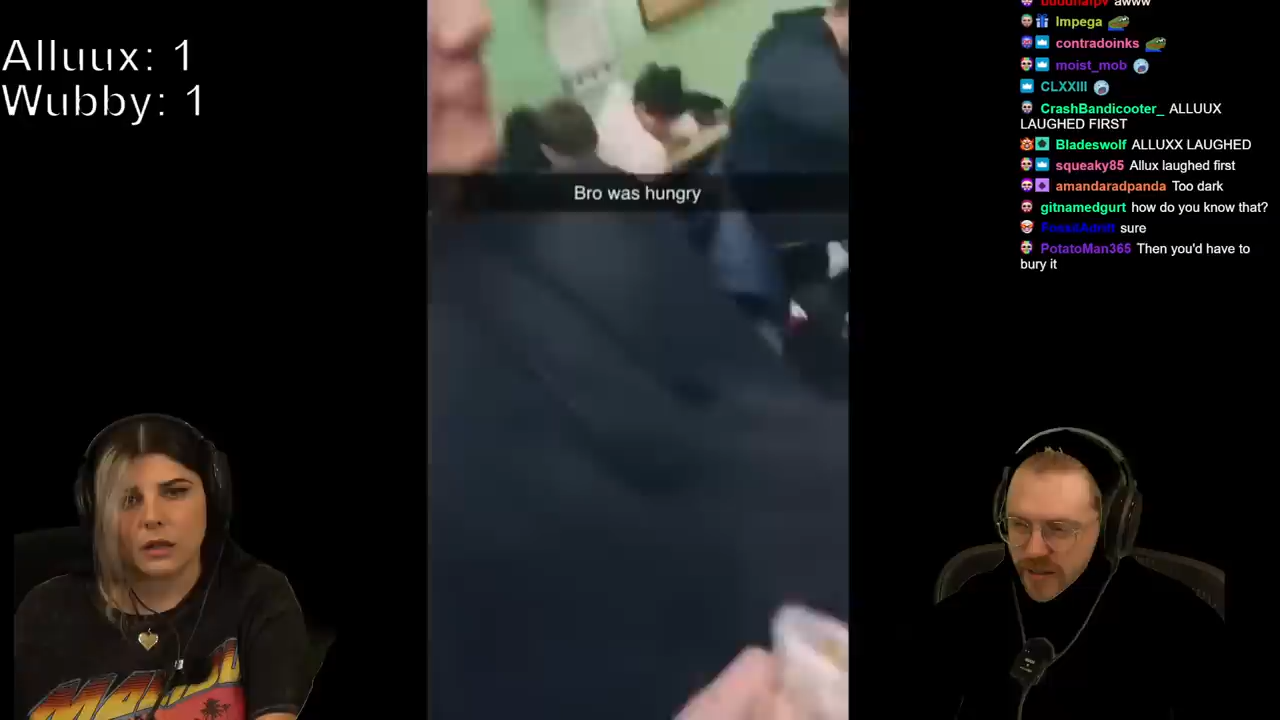 Alluux: 1
Wubby: 1
Bro was hungry
buddhafpv awww
Impega
contradoinks
moist_mob
CLXXIII
CrashBandicooter_ ALLUUX
LAUGHED FIRST
Bladeswolf ALLUXX LAUGHED
squeaky85 Allux laughed first
amandaradpanda Too dark
gitnamedgurt how do you know that?
sure
PotatoMan365 Then you'd have to
bury it